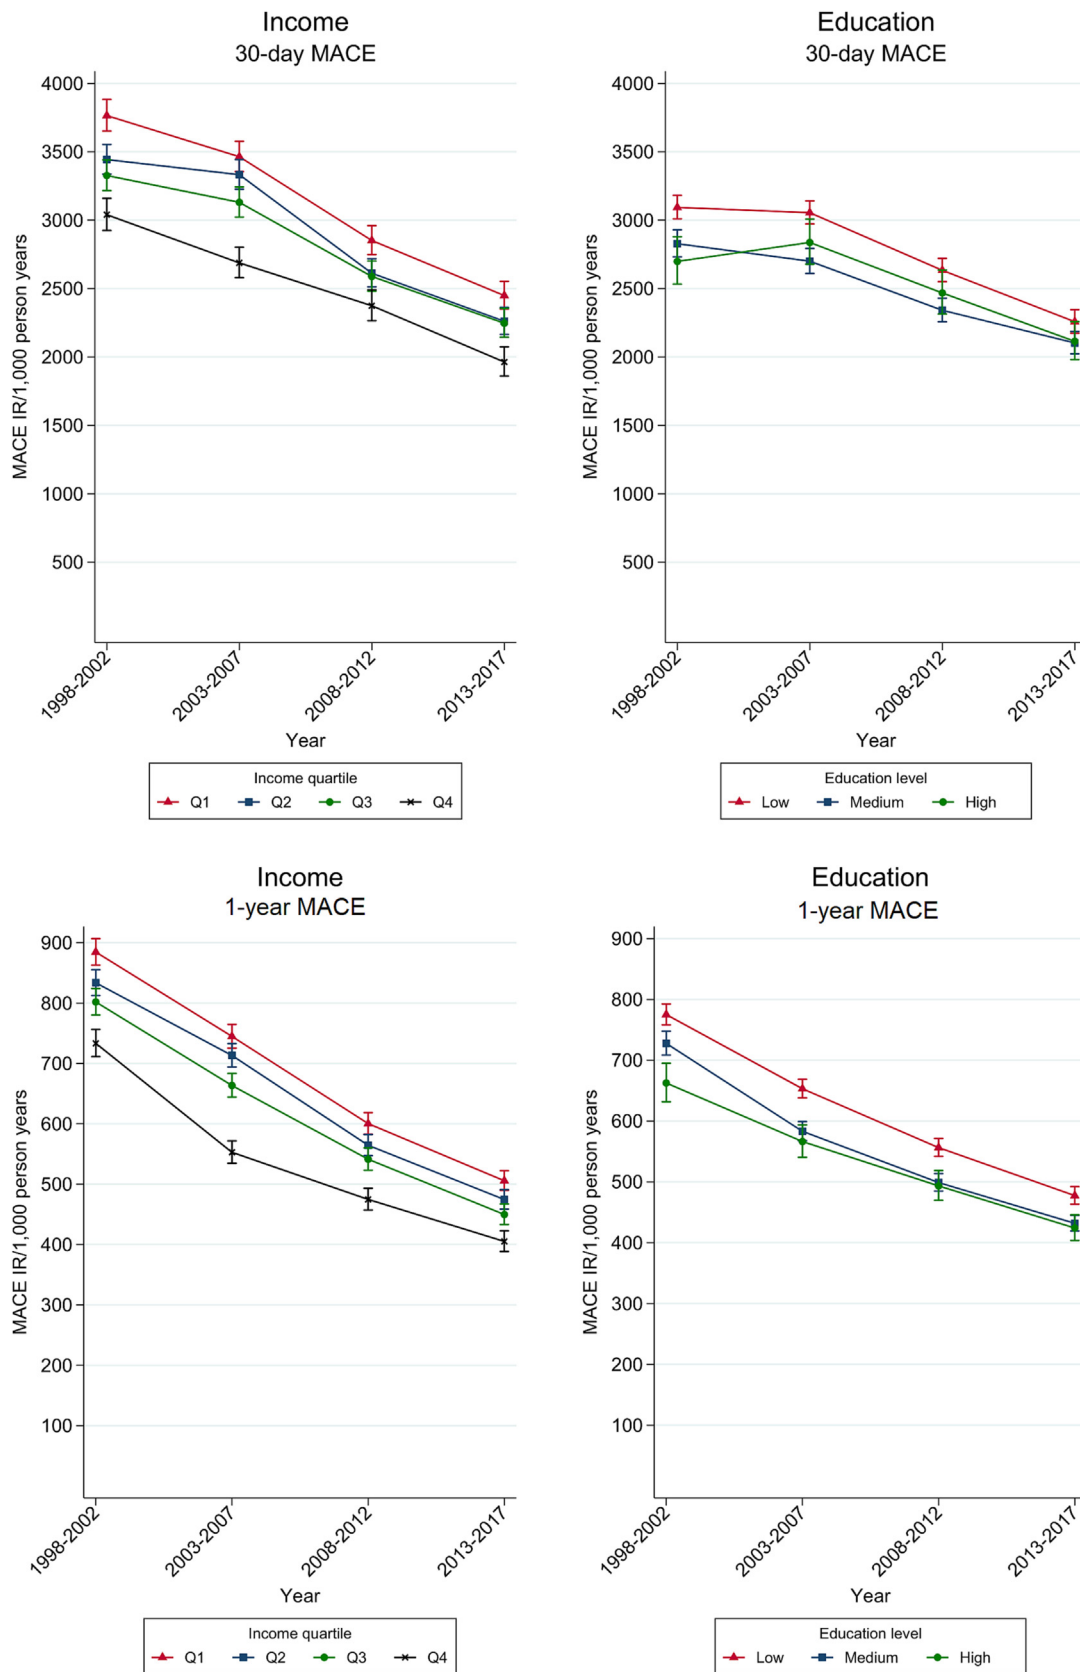 Income
30-day MACE
MACE IR/1,000 person years
4000
3500
3000
2500
2000
1500
1000
500
1998-2002
2003-2007
2008-2012
2013-2017
Year
Income quartile
Q1 Q2 Q3 Q4
Education
30-day MACE
MACE IR/1,000 person years
4000
3500
3000
2500
2000
1500
1000
500
1998-2002
2003-2007
2008-2012
2013-2017
Year
Education level
Low Medium High
Income
1-year MACE
MACE IR/1,000 person years
900
800
700
600
500
400
300
200
100
1998-2002
2003-2007
2008-2012
2013-2017
Year
Income quartile
Q1 Q2 Q3 Q4
Education
1-year MACE
MACE IR/1,000 person years
900
800
700
600
500
400
300
200
100
1998-2002
2003-2007
2008-2012
2013-2017
Year
Education level
Low Medium High